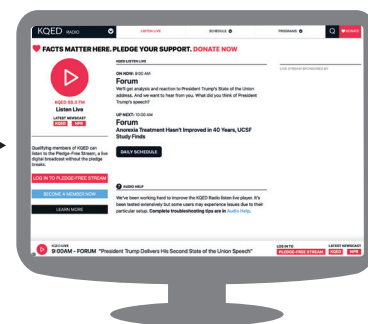 KQED RADIO
LISTEN LIVE
SCHEDULE
PROGRAMS
DONATE
FACTS MATTER HERE. PLEDGE YOUR SUPPORT. DONATE NOW
KQED 88.5 FM
Listen Live
LATEST NEWSCAST
KQED NPR
Qualifying members of KQED can
listen to the Pledge-Free Stream, a live
digital broadcast without the pledge
breaks.
LOG IN TO PLEDGE-FREE STREAM
BECOME A MEMBER NOW
LEARN MORE
KQED LISTEN LIVE
ON NOW: 9:00 AM
Forum
We'll get analysis and reaction to President Trump's State of the Union
address. And we want to hear from you. What did you think of President
Trump's speech?
UP NEXT: 10:00 AM
Forum
Anorexia Treatment Hasn't Improved in 40 Years, UCSF
Study Finds
DAILY SCHEDULE
AUDIO HELP
We've been working hard to improve the KQED Radio listen live player. It's
been tested extensively but some users may experience issues due to their
particular setup. Complete troubleshooting tips are in Audio Help.
LIVE STREAM SPONSORED BY
KQED LIVE
9:00AM – FORUM "President Trump Delivers His Second State of the Union Speech"
LOG IN TO
PLEDGE-FREE STREAM
LATEST NEWSCAST
KQED NPR